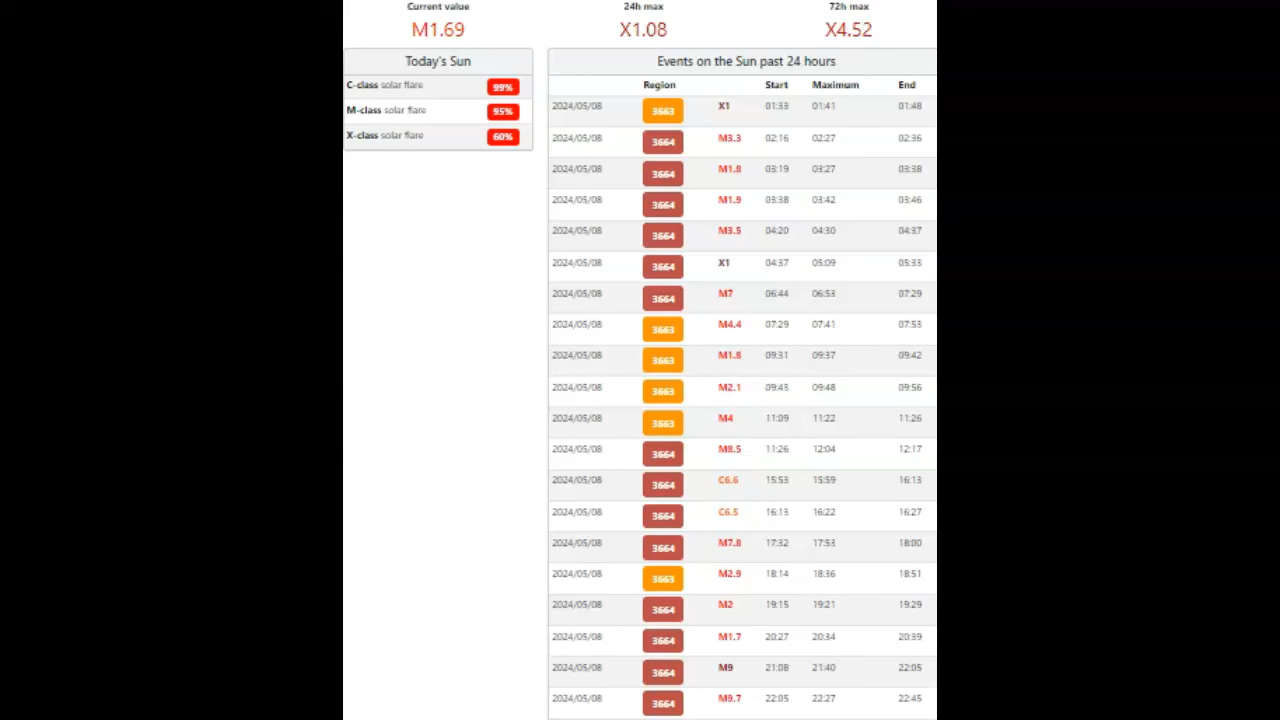 Current value 24h max 72h max
M1.69 X1.08 X4.52
Today's Sun
C-class solar flare 99%
M-class solar flare 95%
X-class solar flare 60%
Events on the Sun past 24 hours
Region Start Maximum End
2024/05/08 3663 X1 01:33 01:41 01:48
2024/05/08 3664 M3.3 02:16 02:27 02:36
2024/05/08 3664 M1.8 03:19 03:27 03:38
2024/05/08 3664 M1.9 03:38 03:42 03:46
2024/05/08 3664 M3.5 04:20 04:30 04:37
2024/05/08 3664 X1 04:37 05:09 05:33
2024/05/08 3664 M7 06:44 06:53 07:29
2024/05/08 3663 M4.4 07:29 07:41 07:53
2024/05/08 3663 M1.6 09:31 09:37 09:42
2024/05/08 3663 M2.1 09:43 09:48 09:56
2024/05/08 3663 M4 11:09 11:22 11:26
2024/05/08 3664 M8.5 11:26 12:04 12:17
2024/05/08 3664 C6.6 15:53 15:59 16:13
2024/05/08 3664 C6.5 16:13 16:22 16:27
2024/05/08 3664 M7.8 17:32 17:53 18:00
2024/05/08 3663 M2.9 18:14 18:36 18:51
2024/05/08 3664 M2 19:15 19:21 19:29
2024/05/08 3664 M1.7 20:27 20:34 20:39
2024/05/08 3664 M9 21:08 21:40 22:05
2024/05/08 3664 M9.7 22:05 22:27 22:45